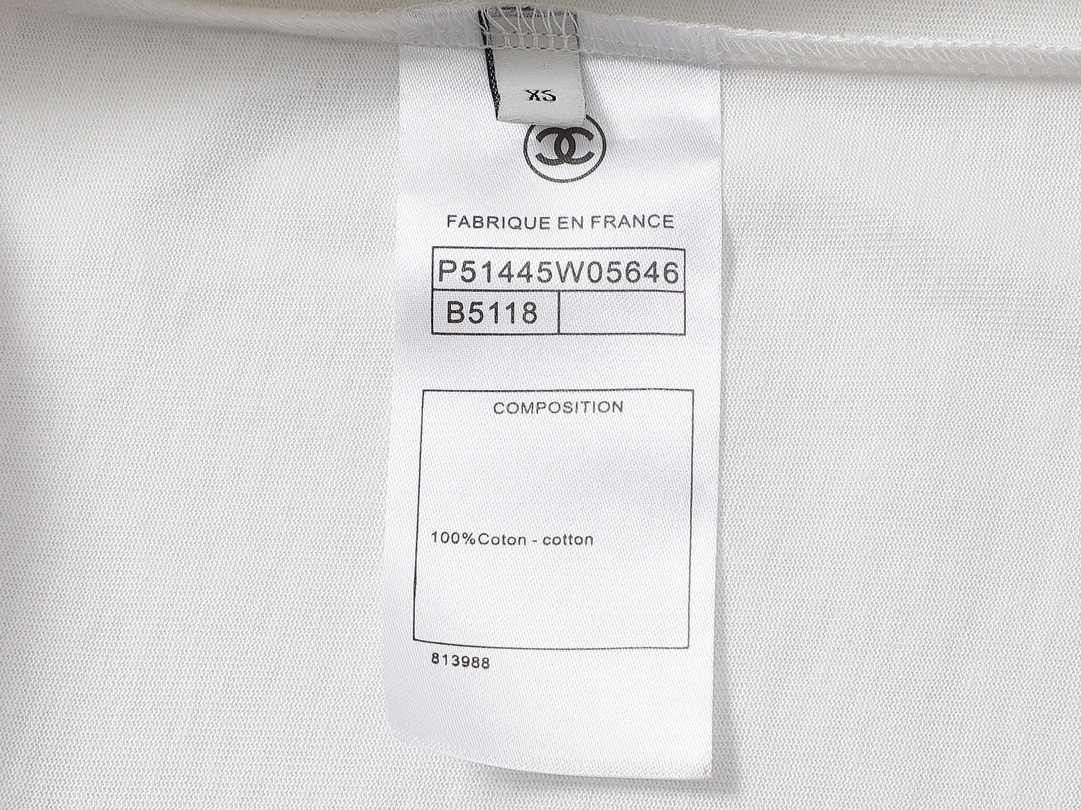 XS
FABRIQUE EN FRANCE
P51445W05646
B5118
COMPOSITION
100%Coton - cotton
813988